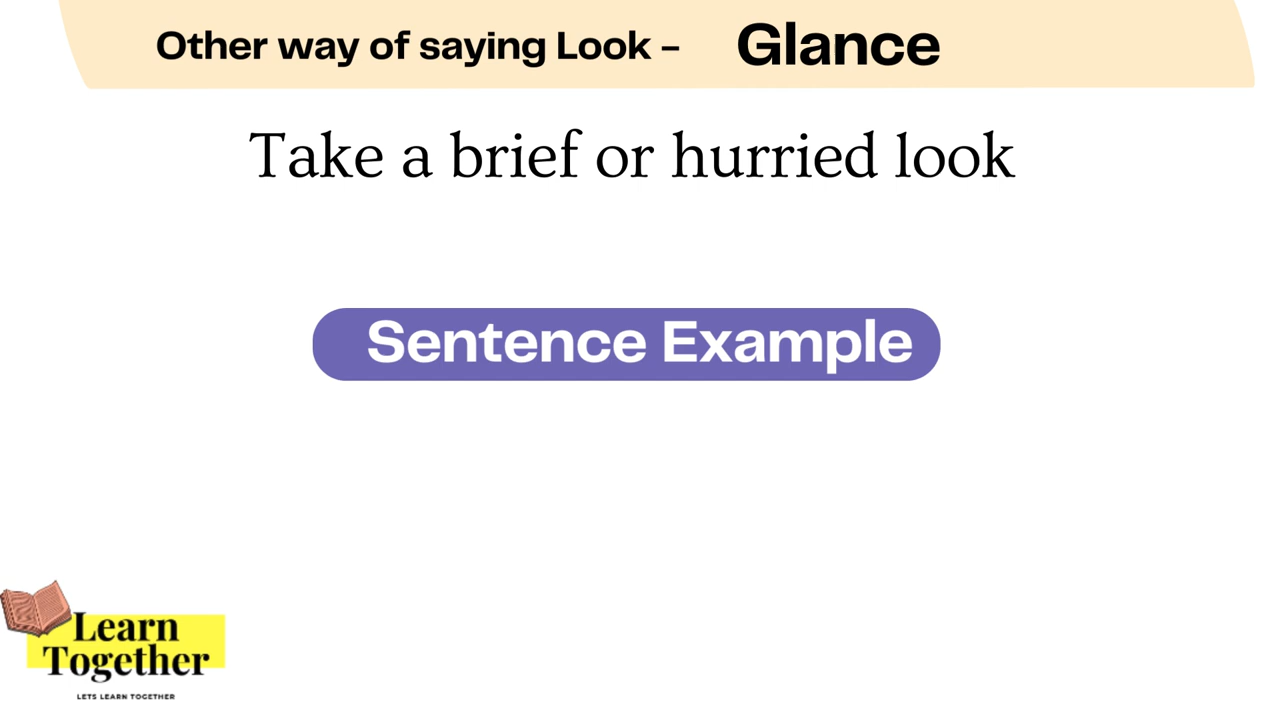 Other way of saying Look – Glance
Take a brief or hurried look
Sentence Example
Learn
Together
LETS LEARN TOGETHER